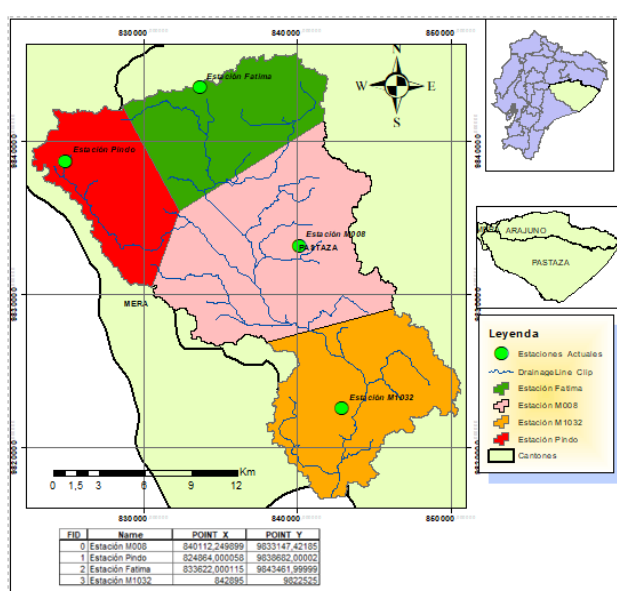 830000 840000 860000
N
W E
S
Estación Fatima
Estación Pindo
Estación M008
PASTAZA
MERA
Estación M1032
Km
0 1,5 3 6 9 12
830000 840000 850000
ARAJUNO
PASTAZA
Leyenda
Estaciones Actuales
DrainageLine Clip
Estación Fatima
Estación M008
Estación M1032
Estación Pindo
Cantones
FID Name POINT_X POINT_Y
0 Estación M008 840112,249899 9833147,42185
1 Estación Pindo 824864,000058 9838682,00002
2 Estación Fatima 833622,000115 9843461,99999
3 Estación M1032 842895 9822525